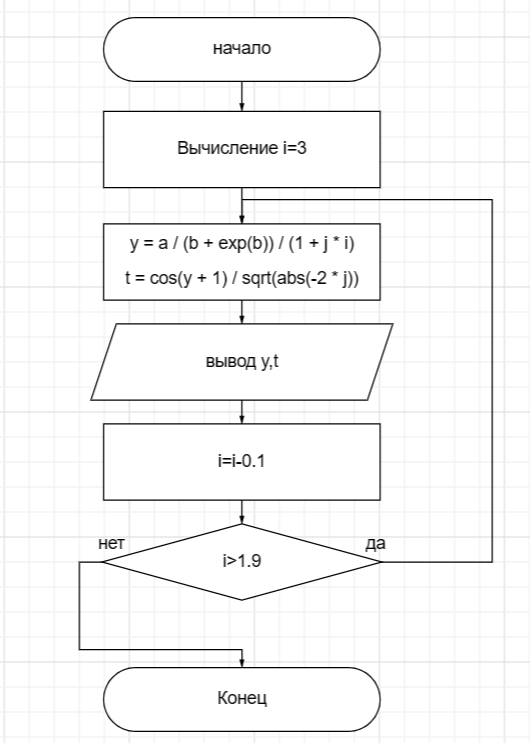 начало
Вычисление i=3
y = a / (b + exp(b)) / (1 + j * i)
t = cos(y + 1) / sqrt(abs(-2 * j))
вывод y,t
i=i-0.1
нет
да
i>1.9
Конец